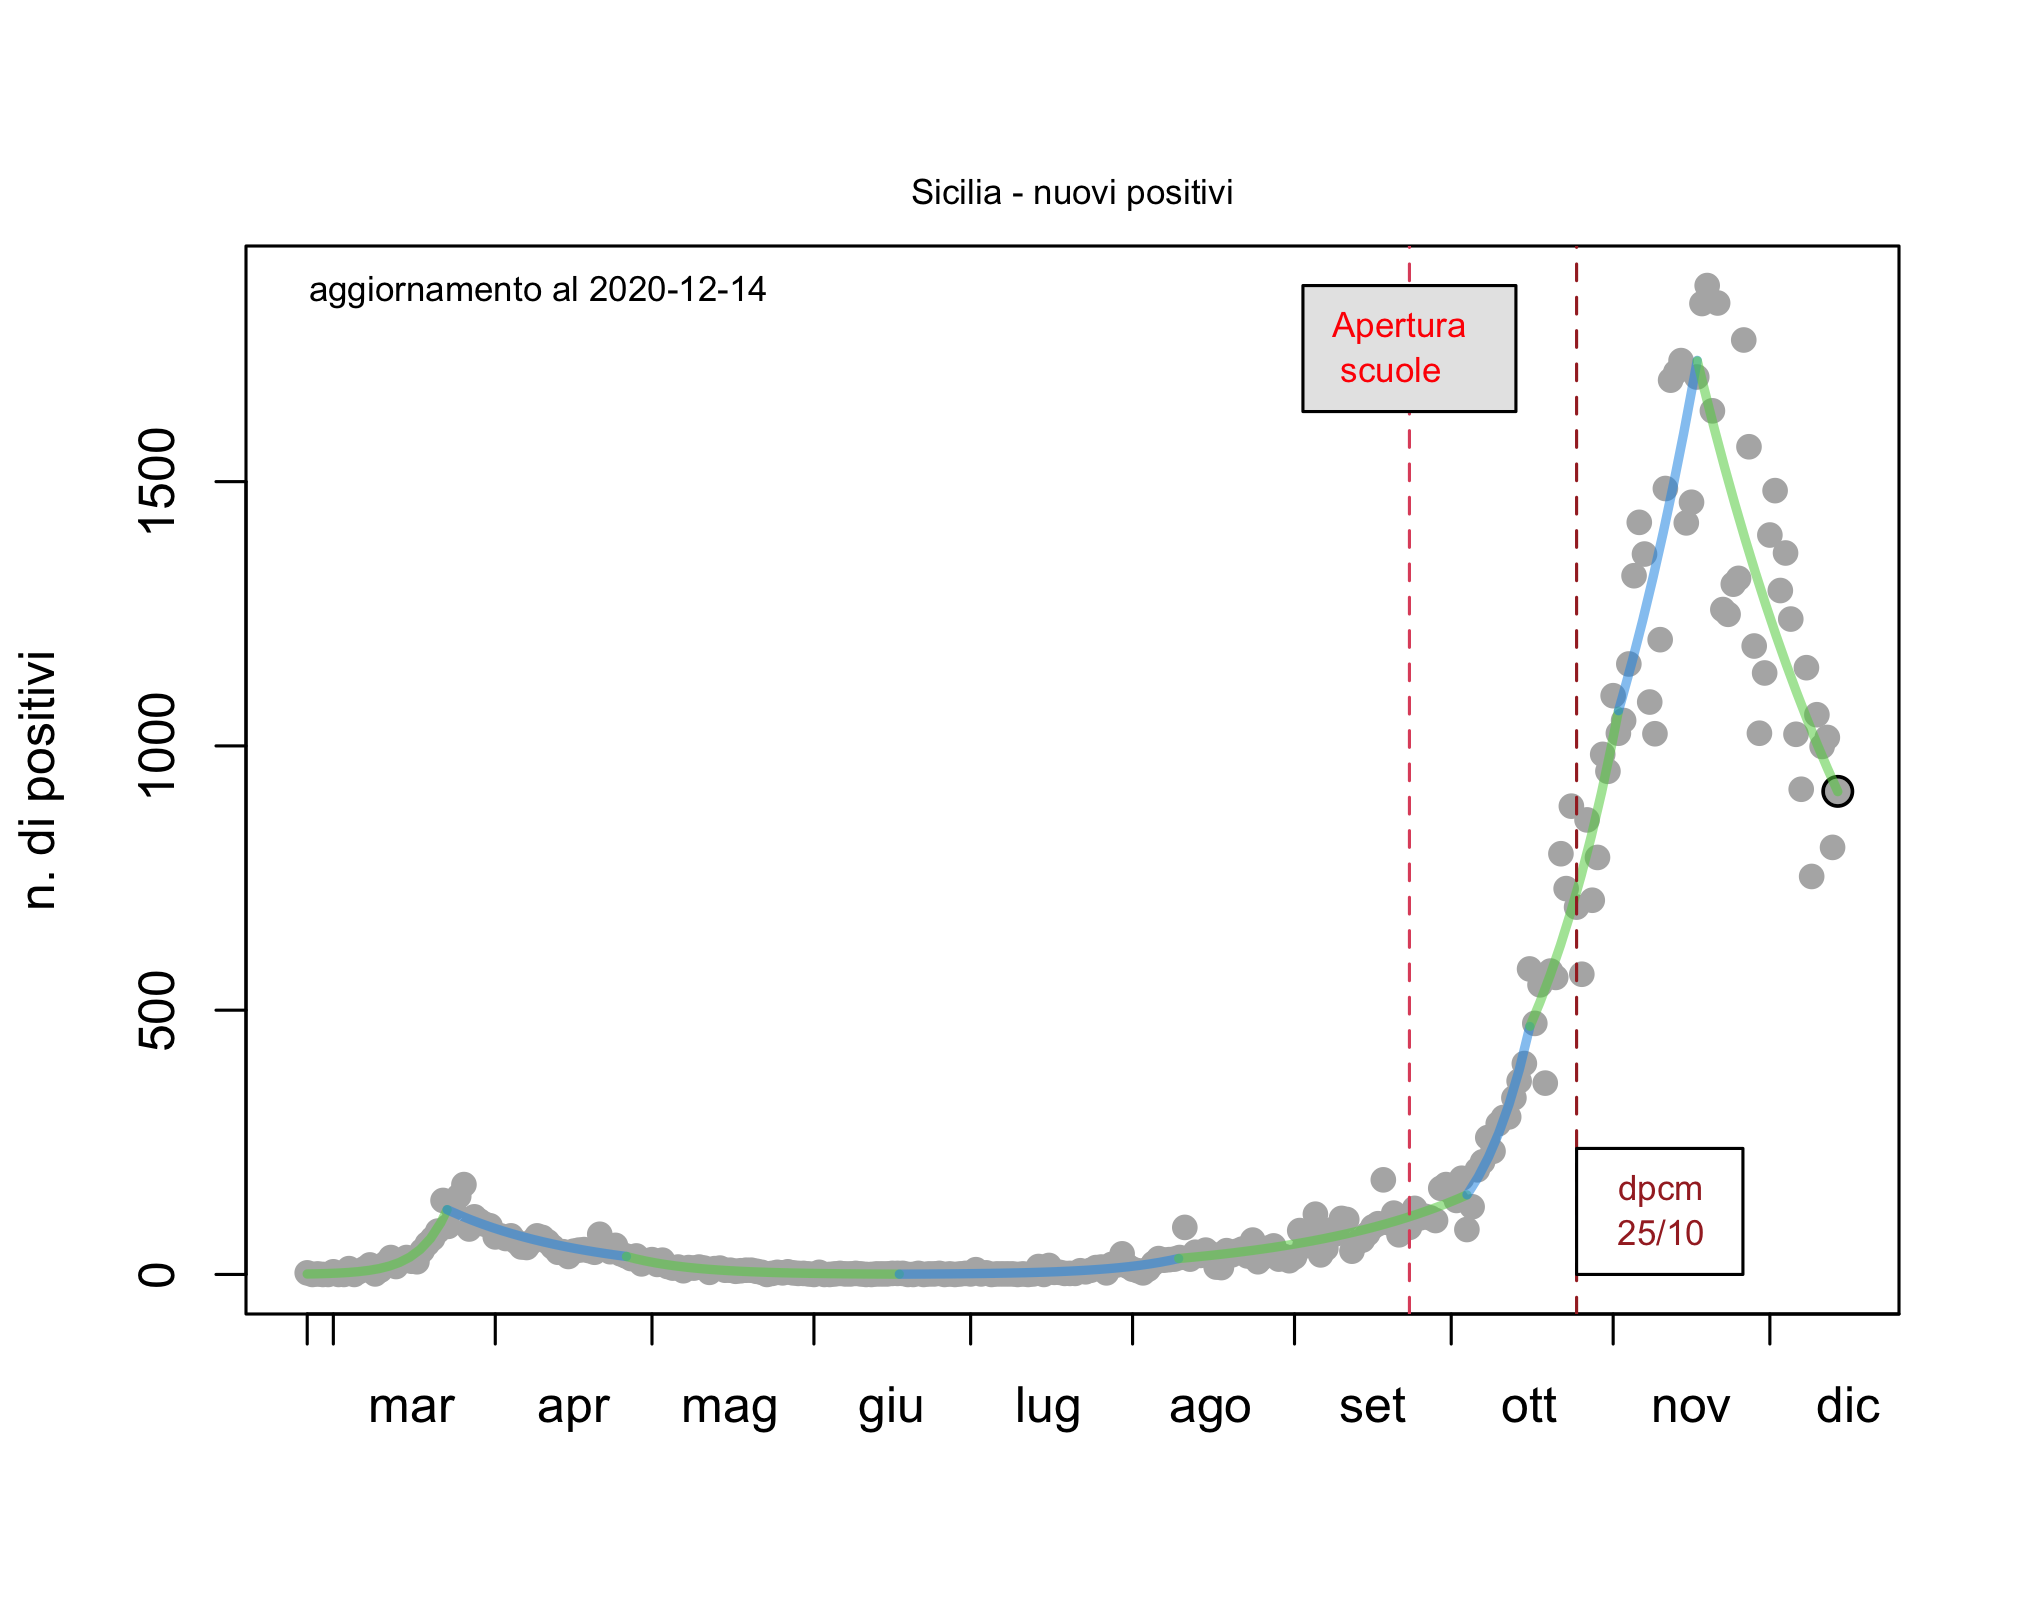 Sicilia - nuovi positivi
aggiornamento al 2020-12-14
Apertura
scuole
n. di positivi
1500
1000
500
0
dpcm
25/10
mar apr mag giu lug ago set ott nov dic